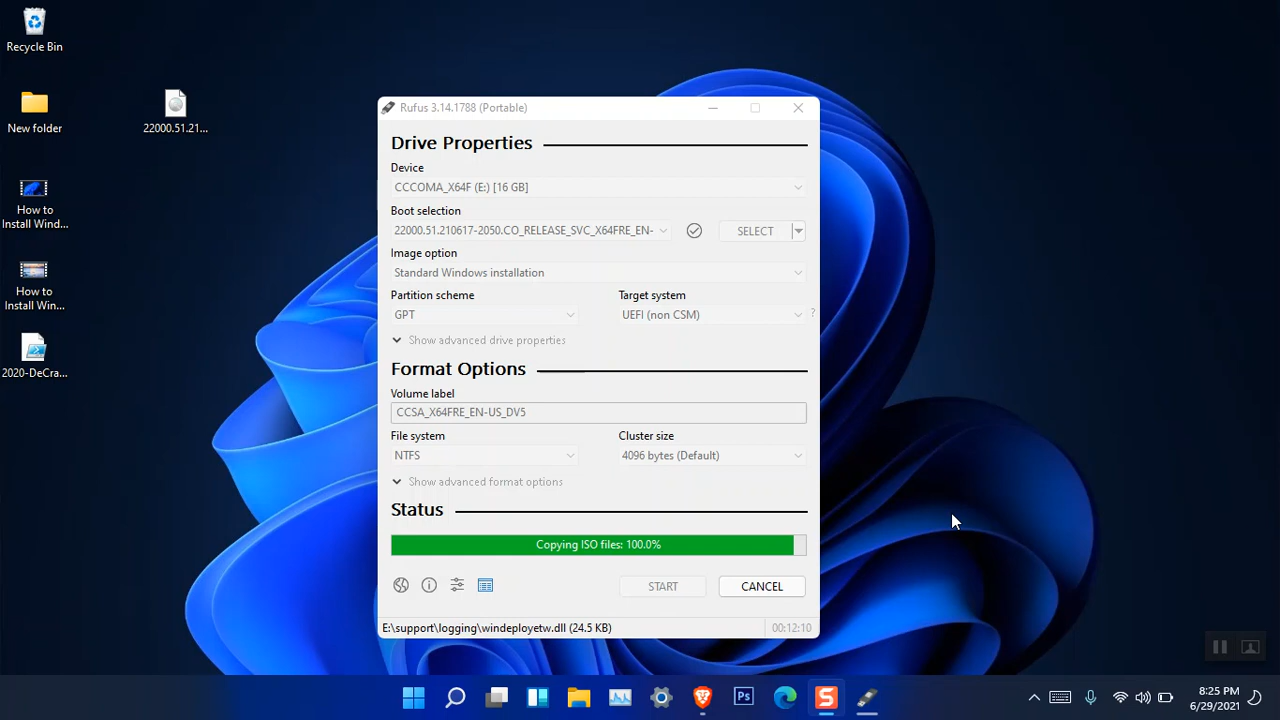 Recycle Bin
New folder
22000.51.21...
How to
Install Wind...
How to
Install Win...
2020-DeCra...
Rufus 3.14.1788 (Portable)
Drive Properties
Device
CCCOMA_X64F (E:) [16 GB]
Boot selection
22000.51.210617-2050.CO_RELEASE_SVC_X64FRE_EN-
SELECT
Image option
Standard Windows installation
Partition scheme
Target system
GPT
UEFI (non CSM)
?
Show advanced drive properties
Format Options
Volume label
CCSA_X64FRE_EN-US_DV5
File system
Cluster size
NTFS
4096 bytes (Default)
Show advanced format options
Status
Copying ISO files: 100.0%
START
CANCEL
E:\support\logging\windeployetw.dll (24.5 KB)
00:12:10
Ps
S
8:25 PM
6/29/2021